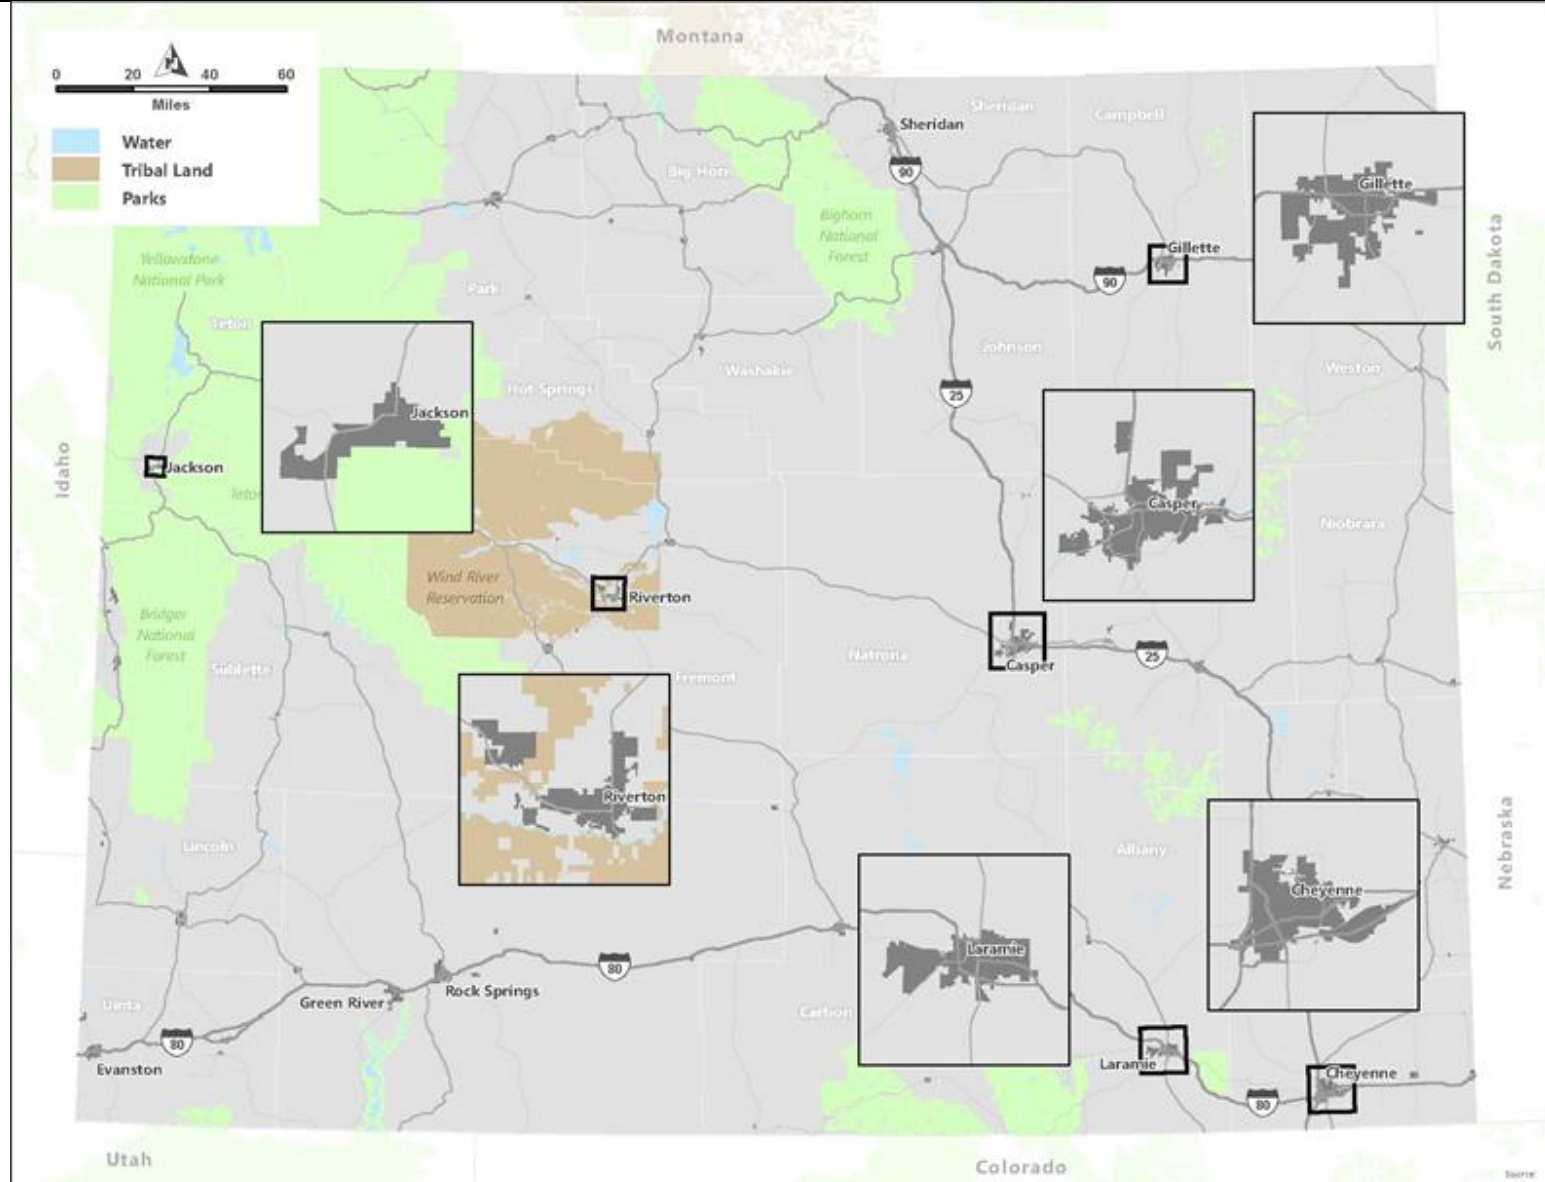 Montana
0 20 40 60
Miles
Water
Tribal Land
Parks
Sheridan
Sheridan
Campbell
90
Big Horn
Gillette
Bighorn
National
Forest
South Dakota
Yellowstone
National Park
Gillette
90
Park
Teton
Johnson
Washakie
Weston
Hot Springs
25
Jackson
Idaho
Jackson
Casper
Niobrara
Wind River
Reservation
Riverton
Bridger
National
Forest
Natrona
25
Casper
Sublette
Fremont
Riverton
Lincoln
Albany
Nebraska
Cheyenne
Laramie
80
Rock Springs
Green River
Uinta
Carbon
80
Evanston
Laramie
Cheyenne
80
Utah
Colorado
Source: